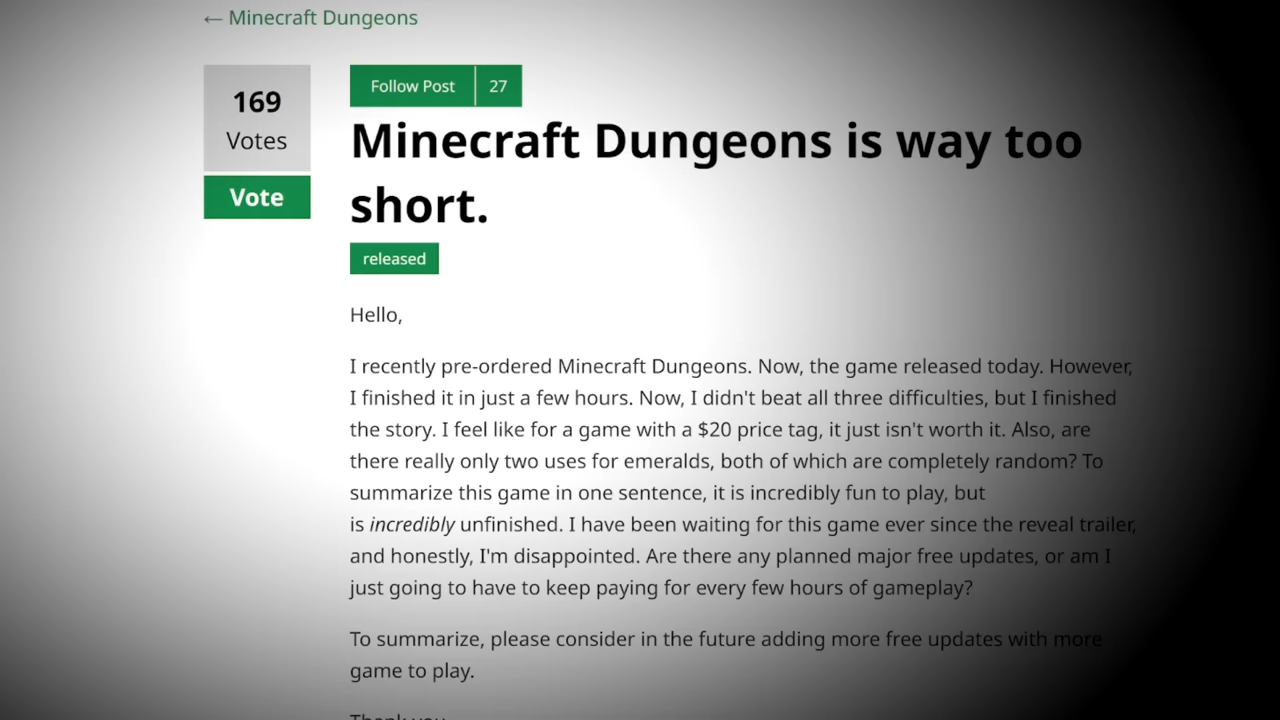 ← Minecraft Dungeons
169
Votes
Vote
Follow Post 27
Minecraft Dungeons is way too
short.
released
Hello,
I recently pre-ordered Minecraft Dungeons. Now, the game released today. However,
I finished it in just a few hours. Now, I didn't beat all three difficulties, but I finished
the story. I feel like for a game with a $20 price tag, it just isn't worth it. Also, are
there really only two uses for emeralds, both of which are completely random? To
summarize this game in one sentence, it is incredibly fun to play, but
is incredibly unfinished. I have been waiting for this game ever since the reveal trailer,
and honestly, I'm disappointed. Are there any planned major free updates, or am I
just going to have to keep paying for every few hours of gameplay?
To summarize, please consider in the future adding more free updates with more
game to play.
Thank you